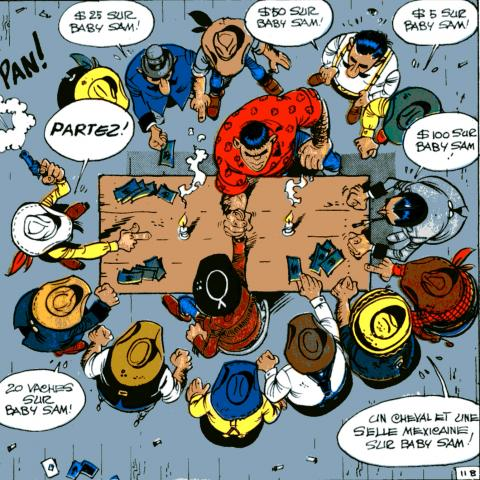 $ 25 SUR
BABY SAM!
$ 50 SUR
BABY SAM!
$ 5 SUR
BABY SAM!
PAN!
PARTEZ!
$ 100 SUR
BABY SAM
!
20 VACHES
SUR
BABY SAM!
UN CHEVAL ET UNE
SELLE MEXICAINE,
SUR BABY SAM!
11 B